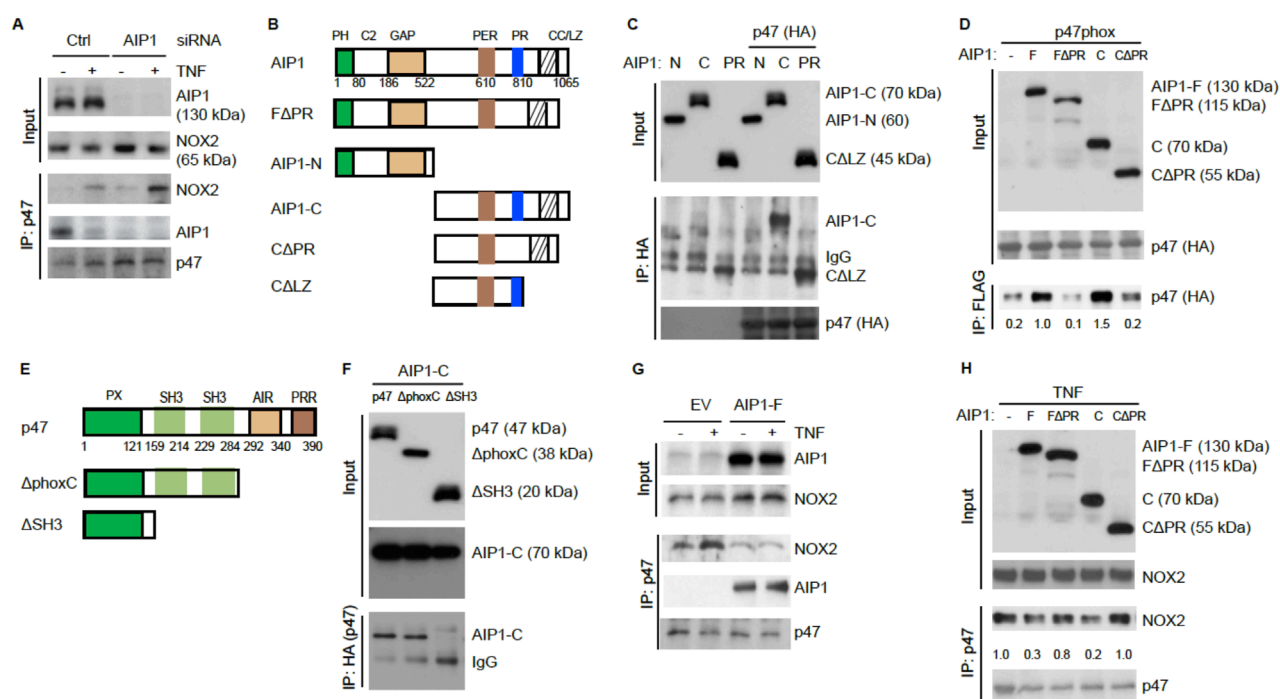 A
Ctrl AIP1 siRNA
- + - + TNF
Input
AIP1
(130 kDa)
NOX2
(65 kDa)
IP: p47
NOX2
AIP1
p47
B
PH C2 GAP PER PR CC/LZ
AIP1
1 80 186 522 610 810 1065
FΔPR
AIP1-N
AIP1-C
CΔPR
CΔLZ
C
p47 (HA)
AIP1: N C PR N C PR
Input
AIP1-C (70 kDa)
AIP1-N (60)
CΔLZ (45 kDa)
IP: HA
AIP1-C
IgG
CΔLZ
p47 (HA)
D
p47phox
AIP1: - F FΔPR C CΔPR
Input
AIP1-F (130 kDa)
FΔPR (115 kDa)
C (70 kDa)
CΔPR (55 kDa)
p47 (HA)
IP: FLAG
p47 (HA)
0.2 1.0 0.1 1.5 0.2
E
PX SH3 SH3 AIR PRR
p47
1 121 159 214 229 284 292 340 390
ΔphoxC
ΔSH3
F
AIP1-C
p47 ΔphoxC ΔSH3
Input
p47 (47 kDa)
ΔphoxC (38 kDa)
ΔSH3 (20 kDa)
AIP1-C (70 kDa)
IP: HA (p47)
AIP1-C
IgG
G
EV AIP1-F
- + - + TNF
Input
AIP1
NOX2
IP: p47
NOX2
AIP1
p47
H
TNF
AIP1: - F FΔPR C CΔPR
Input
AIP1-F (130 kDa)
FΔPR (115 kDa)
C (70 kDa)
CΔPR (55 kDa)
NOX2
IP: p47
NOX2
1.0 0.3 0.8 0.2 1.0
p47